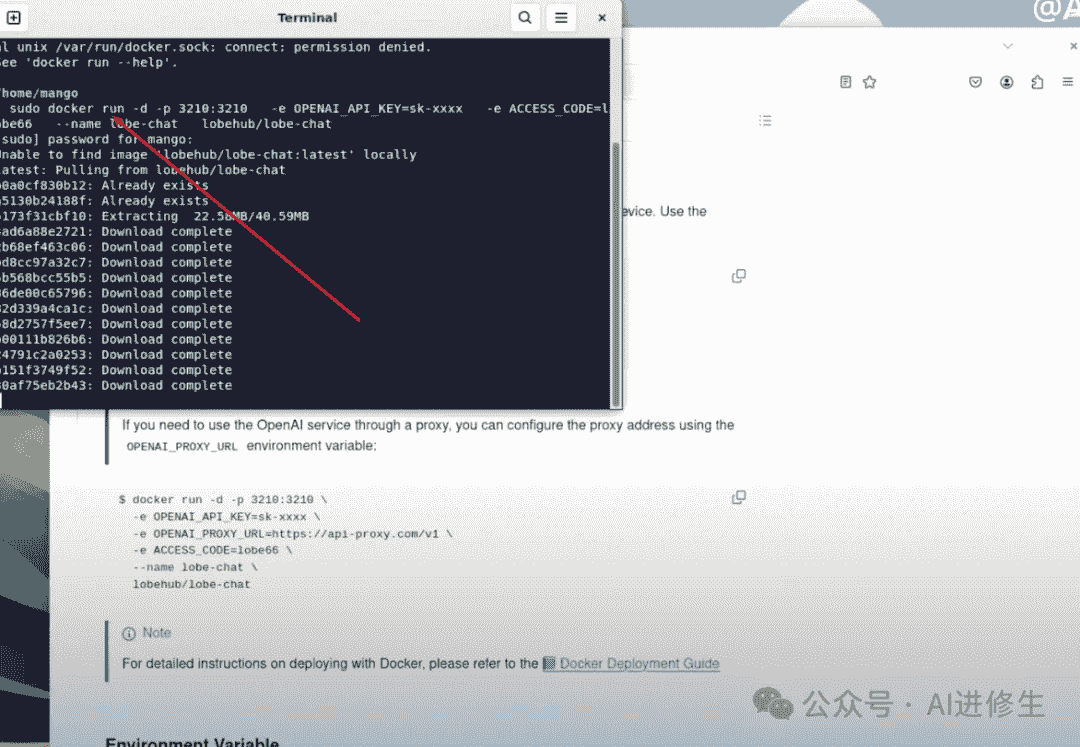 @A
Terminal
al unix /var/run/docker.sock: connect: permission denied.
See 'docker run --help'.
/home/mango
sudo docker run -d -p 3210:3210 -e OPENAI_API_KEY=sk-xxxx -e ACCESS_CODE=l
obe66 --name lobe-chat lobehub/lobe-chat
[sudo] password for mango:
Unable to find image 'lobehub/lobe-chat:latest' locally
latest: Pulling from lobehub/lobe-chat
0a0cf830b12: Already exists
5130b24188f: Already exists
173f31cbf10: Extracting 22.58MB/40.59MB
ad6a88e2721: Download complete
b68ef463c06: Download complete
d8cc97a32c7: Download complete
b568bcc55b5: Download complete
6de00c65796: Download complete
2d339a4ca1c: Download complete
8d2757f5ee7: Download complete
00111b826b6: Download complete
4791c2a0253: Download complete
151f3749f52: Download complete
0af75eb2b43: Download complete
evice. Use the
If you need to use the OpenAI service through a proxy, you can configure the proxy address using the
OPENAI_PROXY_URL environment variable:
$ docker run -d -p 3210:3210 \
-e OPENAI_API_KEY=sk-xxxx \
-e OPENAI_PROXY_URL=https://api-proxy.com/v1 \
-e ACCESS_CODE=lobe66 \
--name lobe-chat \
lobehub/lobe-chat
Note
For detailed instructions on deploying with Docker, please refer to the Docker Deployment Guide
公众号 · AI进修生
Environment Variable